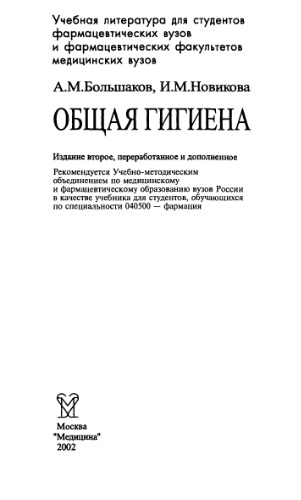 Учебная литература для студентов
фармацевтических вузов
и фармацевтических факультетов
медицинских вузов
А.М.Большаков, И.М.Новикова
ОБЩАЯ ГИГИЕНА
Издание второе, переработанное и дополненное
Рекомендуется Учебно-методическим
объединением по медицинскому
и фармацевтическому образованию вузов России
в качестве учебника для студентов, обучающихся
по специальности 040500 — фармация
Москва
"Медицина"
2002